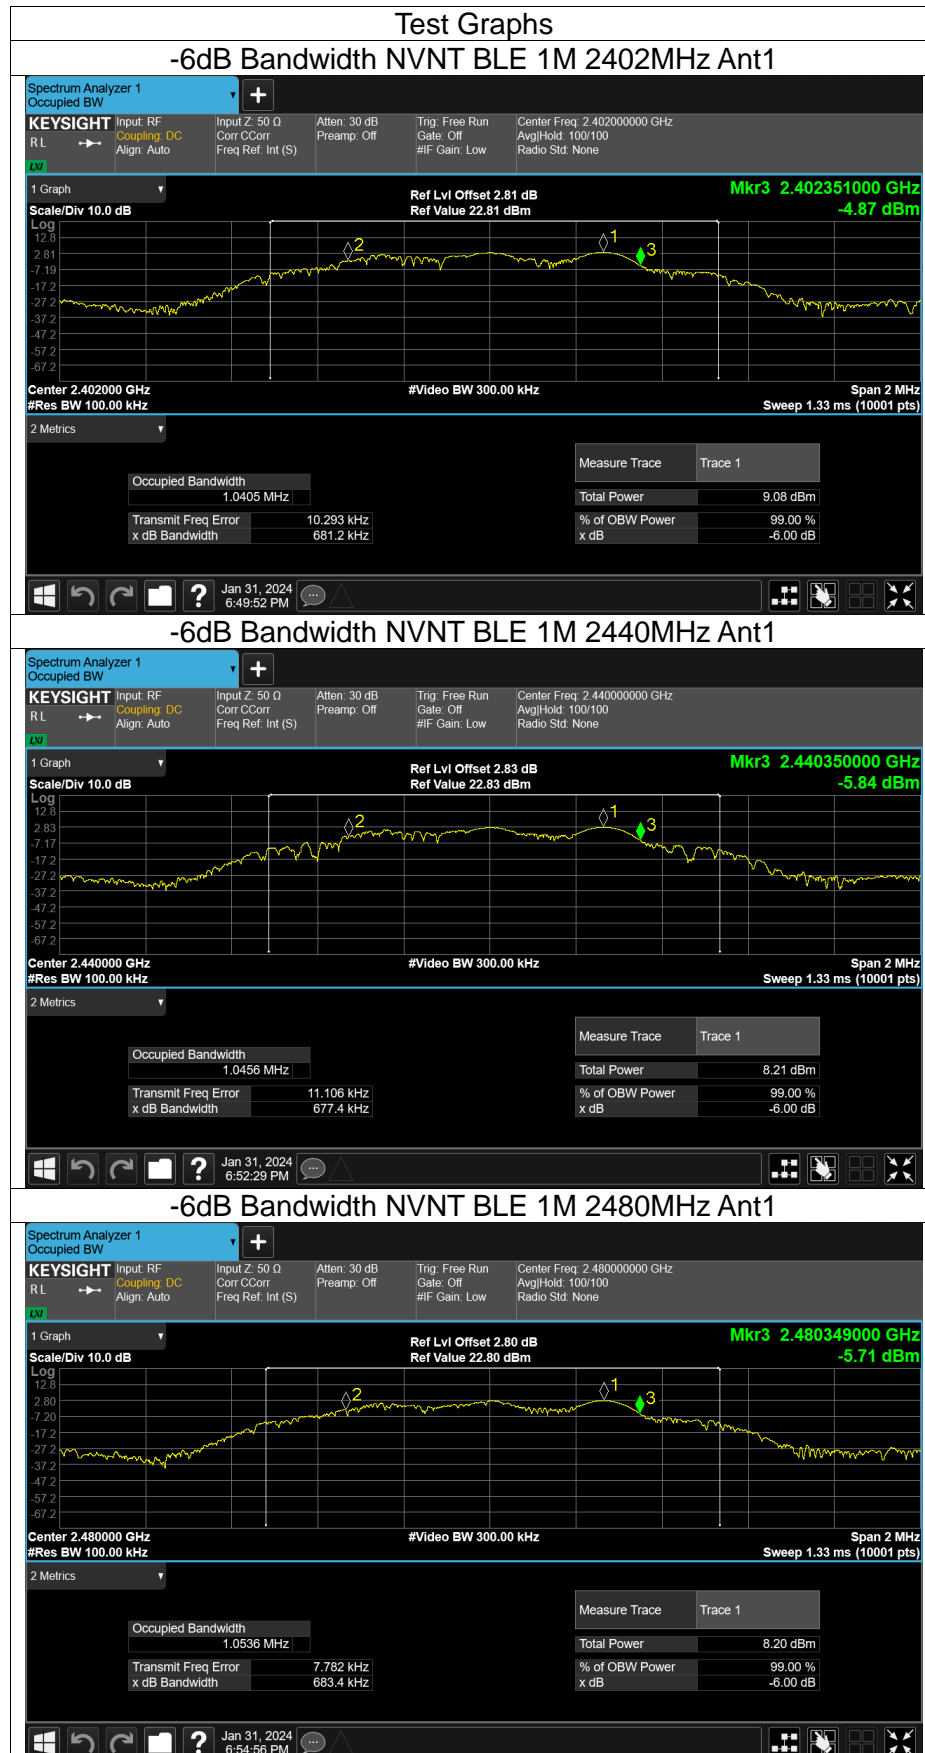 Test Graphs
-6dB Bandwidth NVNT BLE 1M 2402MHz Ant1
Spectrum Analyzer 1
Occupied BW
KEYSIGHT Input: RF Input Z: 50 Ω Atten: 30 dB Trig: Free Run Center Freq: 2.402000000 GHz
RL Coupling: DC Corr CCorr Preamp: Off Gate: Off Avg|Hold: 100/100
Align: Auto Freq Ref: Int (S) #IF Gain: Low Radio Std: None
LXI
1 Graph Ref Lvl Offset 2.81 dB Mkr3 2.402351000 GHz
Scale/Div 10.0 dB Ref Value 22.81 dBm -4.87 dBm
Log
12.8
2.81
-7.19
-17.2
-27.2
-37.2
-47.2
-57.2
-67.2
2 1 3
Center 2.402000 GHz #Video BW 300.00 kHz Span 2 MHz
#Res BW 100.00 kHz Sweep 1.33 ms (10001 pts)
2 Metrics
Measure Trace Trace 1
Occupied Bandwidth
1.0405 MHz Total Power 9.08 dBm
Transmit Freq Error 10.293 kHz % of OBW Power 99.00 %
x dB Bandwidth 681.2 kHz x dB -6.00 dB
? Jan 31, 2024
6:49:52 PM
-6dB Bandwidth NVNT BLE 1M 2440MHz Ant1
Spectrum Analyzer 1
Occupied BW
KEYSIGHT Input: RF Input Z: 50 Ω Atten: 30 dB Trig: Free Run Center Freq: 2.440000000 GHz
RL Coupling: DC Corr CCorr Preamp: Off Gate: Off Avg|Hold: 100/100
Align: Auto Freq Ref: Int (S) #IF Gain: Low Radio Std: None
LXI
1 Graph Ref Lvl Offset 2.83 dB Mkr3 2.440350000 GHz
Scale/Div 10.0 dB Ref Value 22.83 dBm -5.84 dBm
Log
12.8
2.83
-7.17
-17.2
-27.2
-37.2
-47.2
-57.2
-67.2
2 1 3
Center 2.440000 GHz #Video BW 300.00 kHz Span 2 MHz
#Res BW 100.00 kHz Sweep 1.33 ms (10001 pts)
2 Metrics
Measure Trace Trace 1
Occupied Bandwidth
1.0456 MHz Total Power 8.21 dBm
Transmit Freq Error 11.106 kHz % of OBW Power 99.00 %
x dB Bandwidth 677.4 kHz x dB -6.00 dB
? Jan 31, 2024
6:52:29 PM
-6dB Bandwidth NVNT BLE 1M 2480MHz Ant1
Spectrum Analyzer 1
Occupied BW
KEYSIGHT Input: RF Input Z: 50 Ω Atten: 30 dB Trig: Free Run Center Freq: 2.480000000 GHz
RL Coupling: DC Corr CCorr Preamp: Off Gate: Off Avg|Hold: 100/100
Align: Auto Freq Ref: Int (S) #IF Gain: Low Radio Std: None
LXI
1 Graph Ref Lvl Offset 2.80 dB Mkr3 2.480349000 GHz
Scale/Div 10.0 dB Ref Value 22.80 dBm -5.71 dBm
Log
12.8
2.80
-7.20
-17.2
-27.2
-37.2
-47.2
-57.2
-67.2
2 1 3
Center 2.480000 GHz #Video BW 300.00 kHz Span 2 MHz
#Res BW 100.00 kHz Sweep 1.33 ms (10001 pts)
2 Metrics
Measure Trace Trace 1
Occupied Bandwidth
1.0536 MHz Total Power 8.20 dBm
Transmit Freq Error 7.782 kHz % of OBW Power 99.00 %
x dB Bandwidth 683.4 kHz x dB -6.00 dB
? Jan 31, 2024
6:54:56 PM